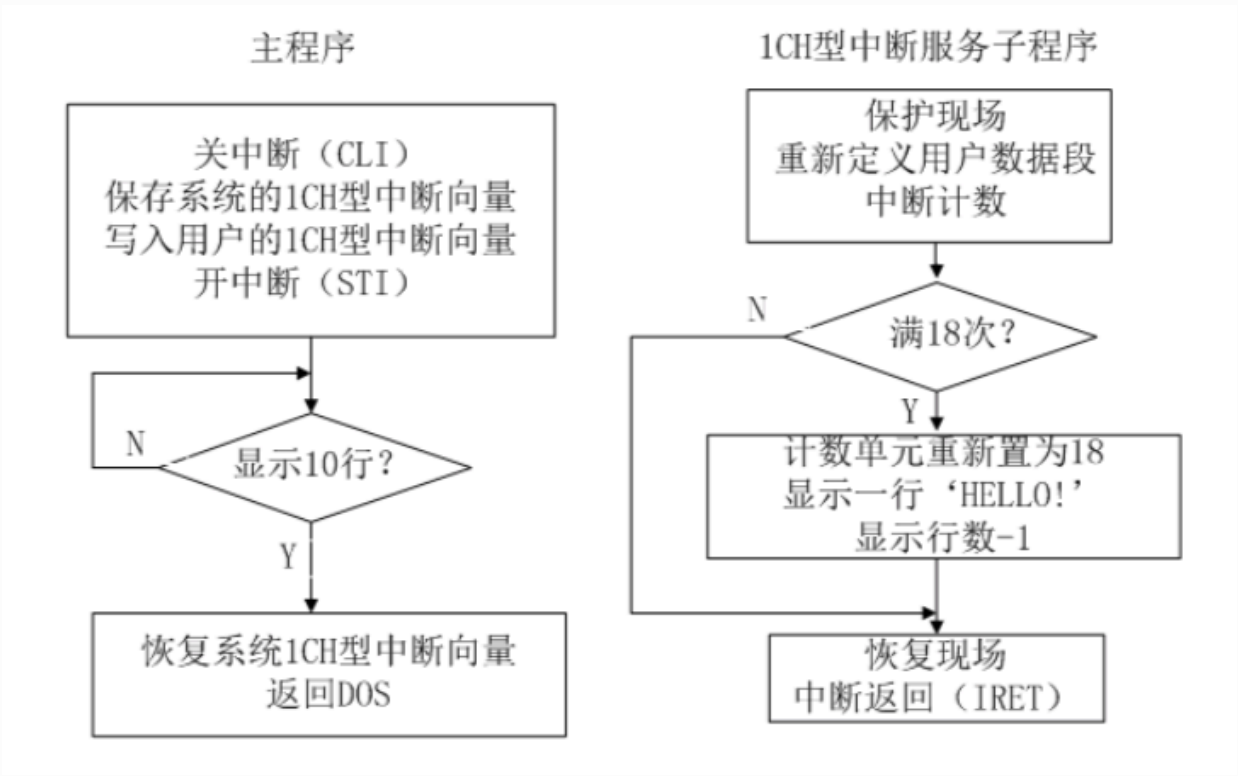 主程序
关中断（CLI）
保存系统的1CH型中断向量
写入用户的1CH型中断向量
开中断（STI）
N
显示10行？
Y
恢复系统1CH型中断向量
返回DOS
1CH型中断服务子程序
保护现场
重新定义用户数据段
中断计数
N
满18次？
Y
计数单元重新置为18
显示一行‘HELLO!’
显示行数-1
恢复现场
中断返回（IRET）